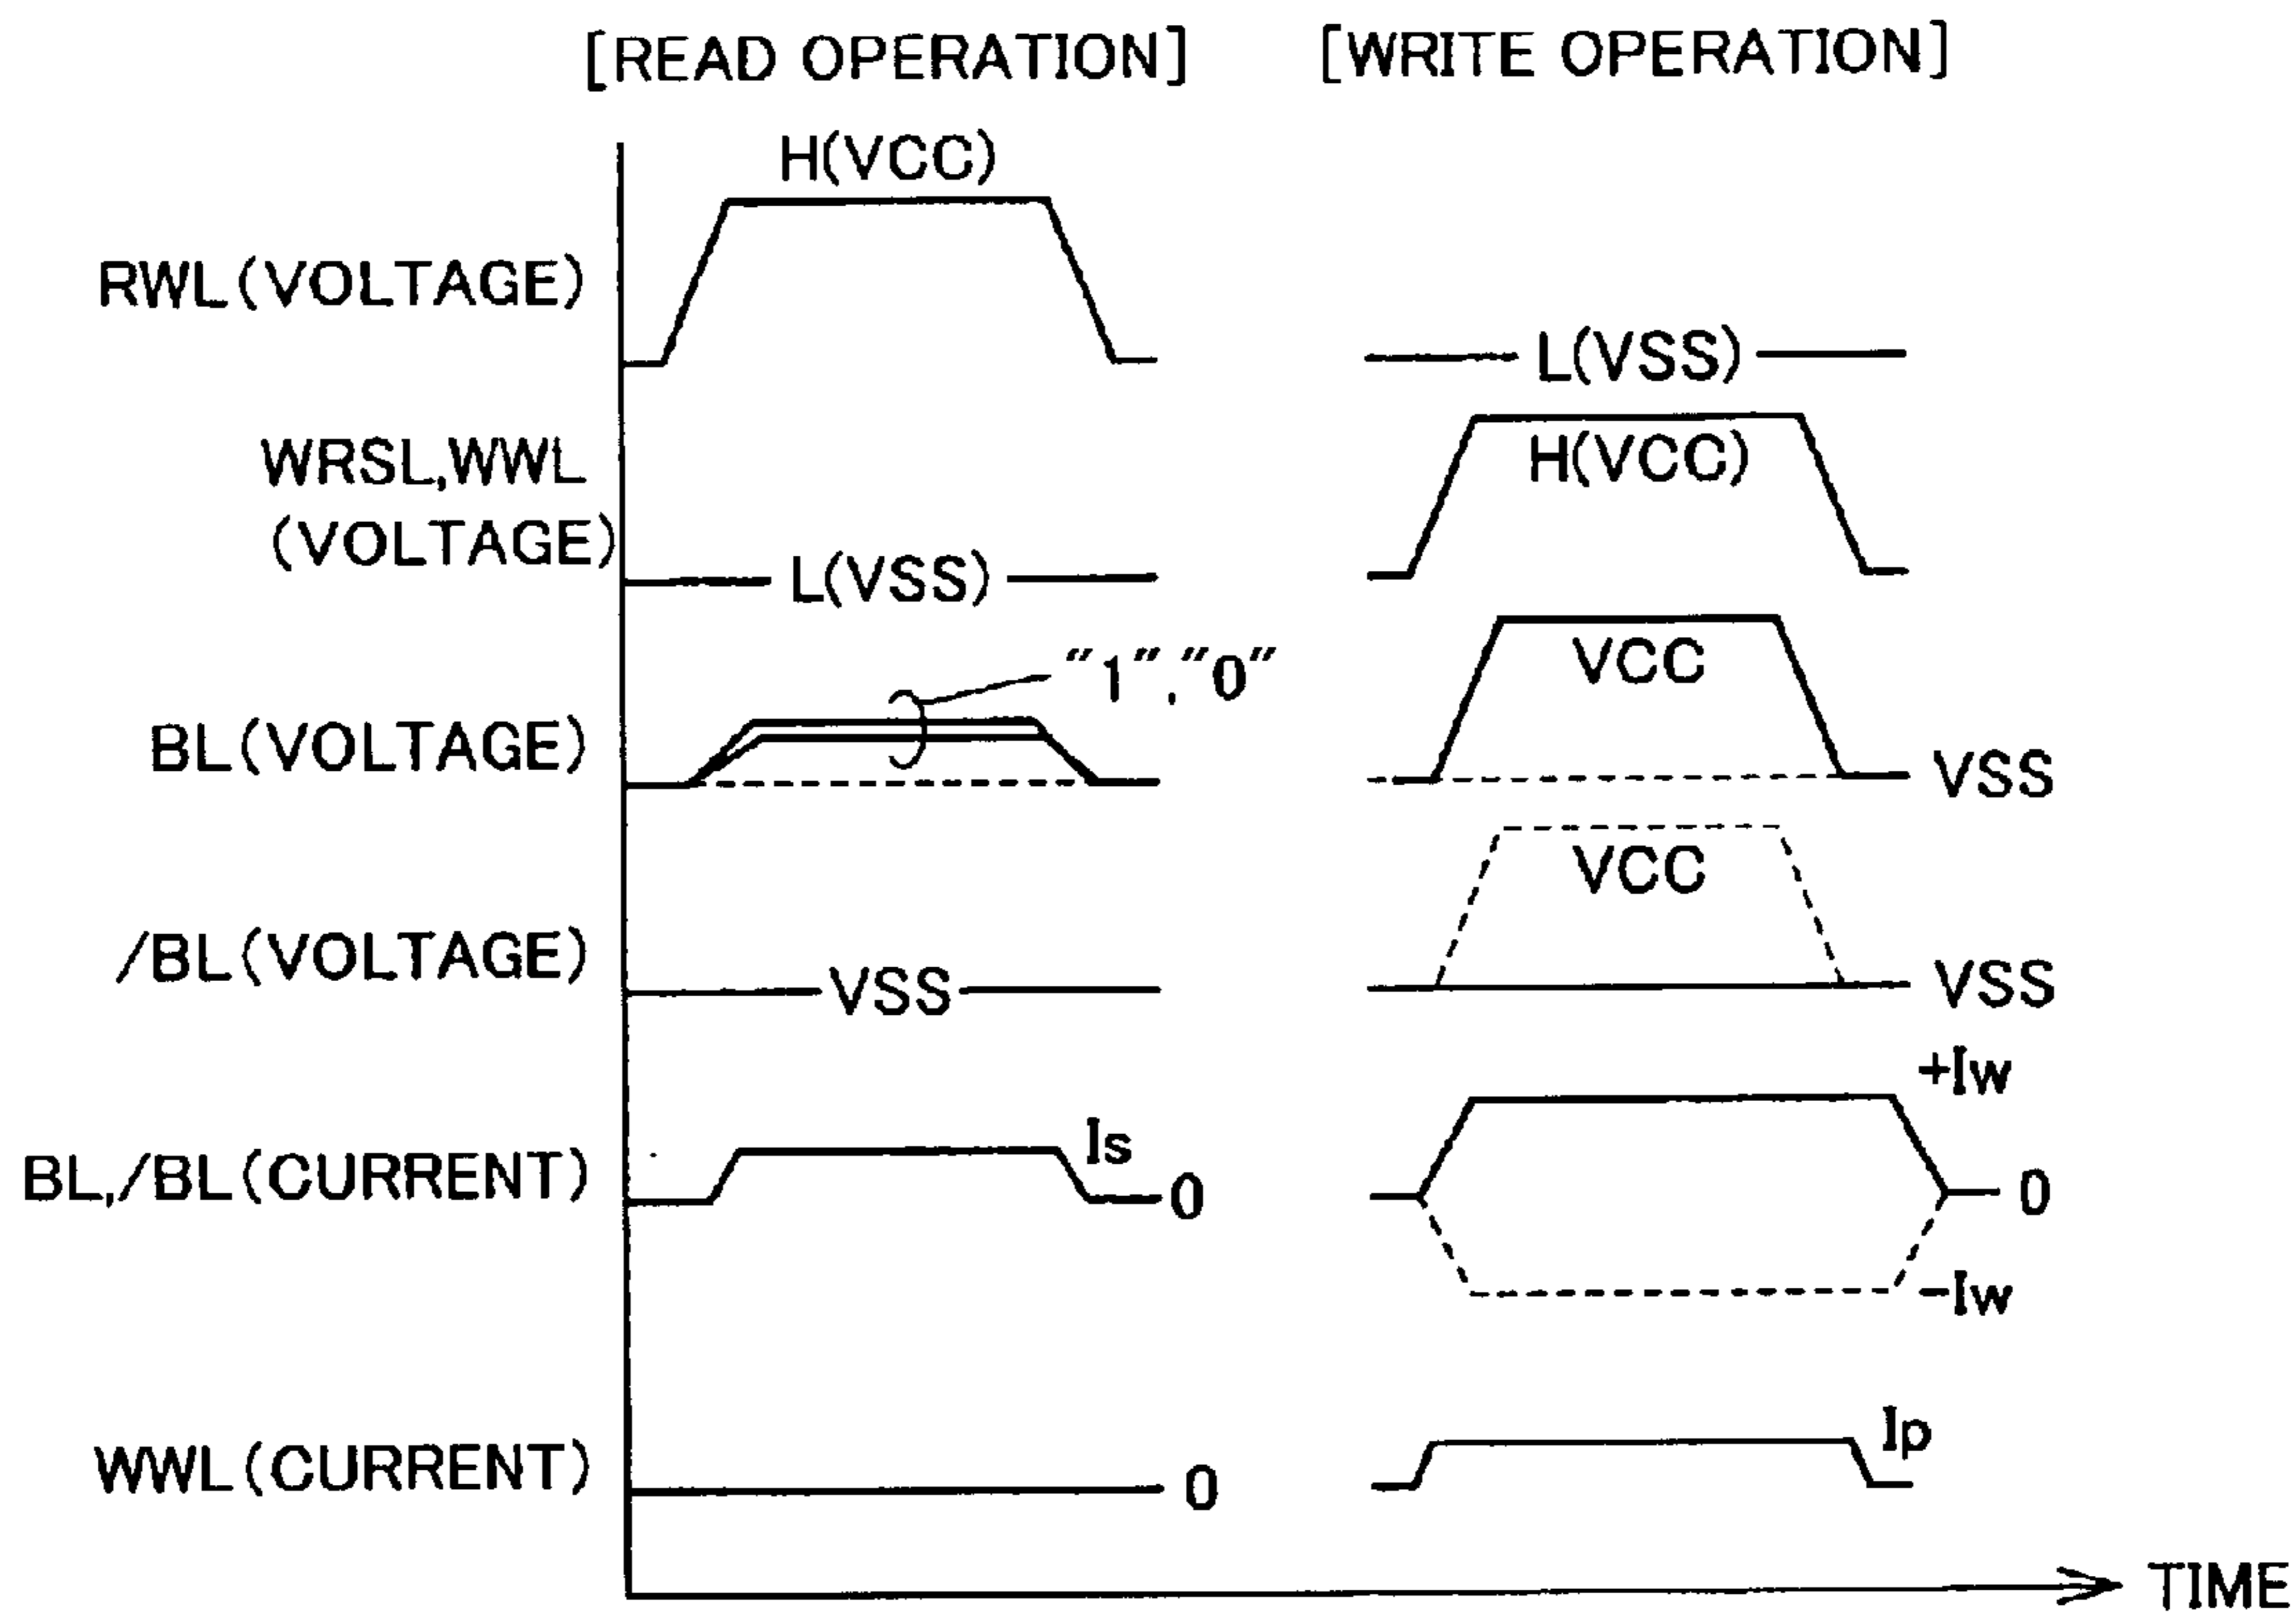 [READ OPERATION] [WRITE OPERATION]
H(VCC)
RWL(VOLTAGE)
L(VSS)
WRSL,WWL
(VOLTAGE)
H(VCC)
L(VSS)
"1","0"
VCC
BL(VOLTAGE)
VSS
VCC
/BL(VOLTAGE)
VSS
VSS
+Iw
BL,/BL(CURRENT)
Is
0
0
-Iw
Ip
WWL(CURRENT)
0
TIME